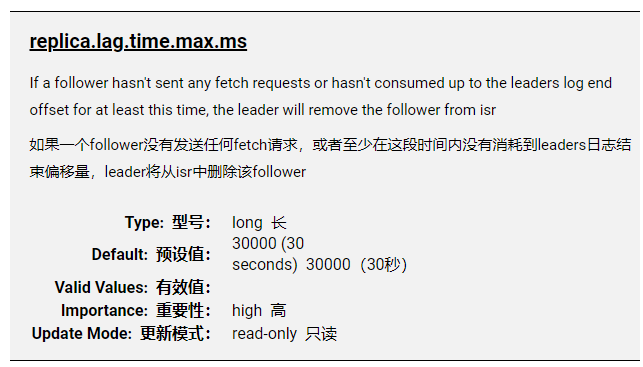 replica.lag.time.max.ms
If a follower hasn't sent any fetch requests or hasn't consumed up to the leaders log end
offset for at least this time, the leader will remove the follower from isr
如果一个follower没有发送任何fetch请求，或者至少在这段时间内没有消耗到leaders日志结
束偏移量，leader将从isr中删除该follower
Type: 型号： long 长
Default: 预设值： 30000 (30
seconds) 30000（30秒）
Valid Values: 有效值：
Importance: 重要性： high 高
Update Mode: 更新模式： read-only 只读